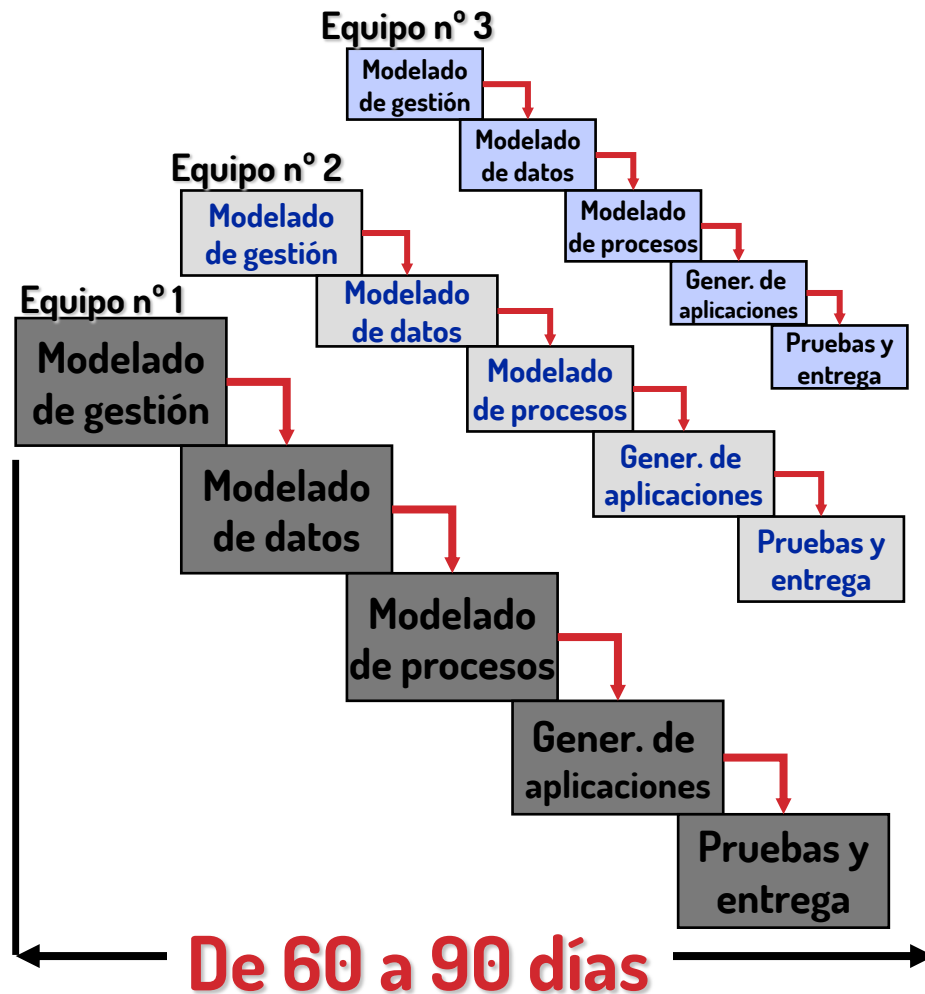 Equipo nº 3
Modelado
de gestión
Modelado
de datos
Modelado
de procesos
Gener. de
aplicaciones
Pruebas y
entrega
Equipo nº 2
Modelado
de gestión
Modelado
de datos
Modelado
de procesos
Gener. de
aplicaciones
Pruebas y
entrega
Equipo nº 1
Modelado
de gestión
Modelado
de datos
Modelado
de procesos
Gener. de
aplicaciones
Pruebas y
entrega
De 60 a 90 días